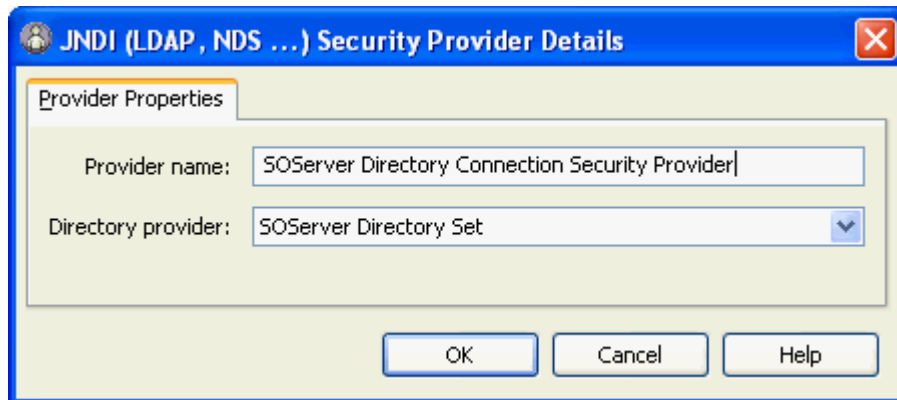 JNDI (LDAP, NDS ...) Security Provider Details
Provider Properties
Provider name: SOServer Directory Connection Security Provider
Directory provider: SOServer Directory Set
OK Cancel Help